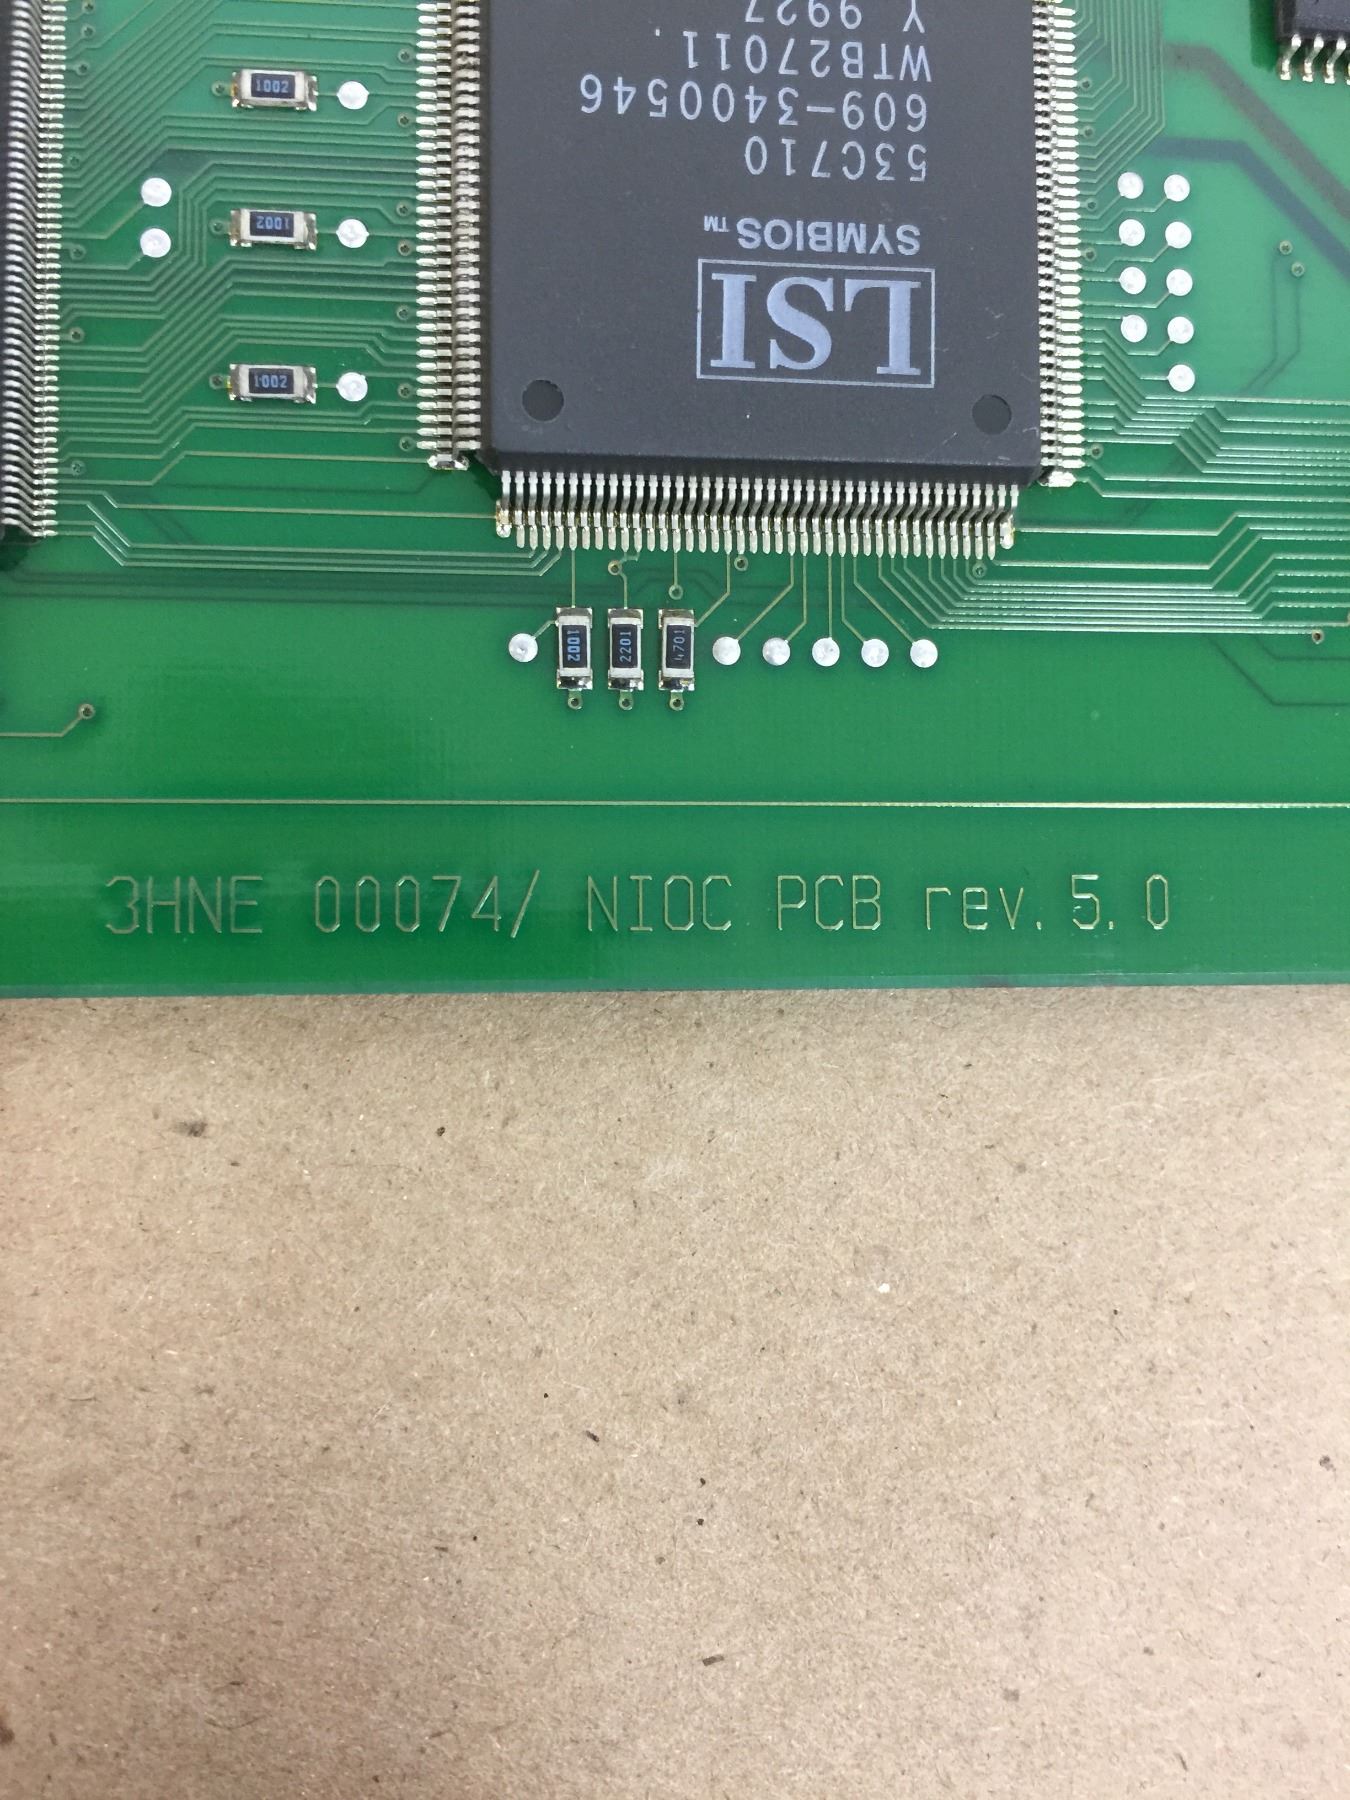 LSI
SYMBIOS™
53C710
609-3400546
WTB27011.
Y 9927
1002
1002
1002
1002
2201
4701
3HNE 00074/ NIOC PCB rev. 5.0